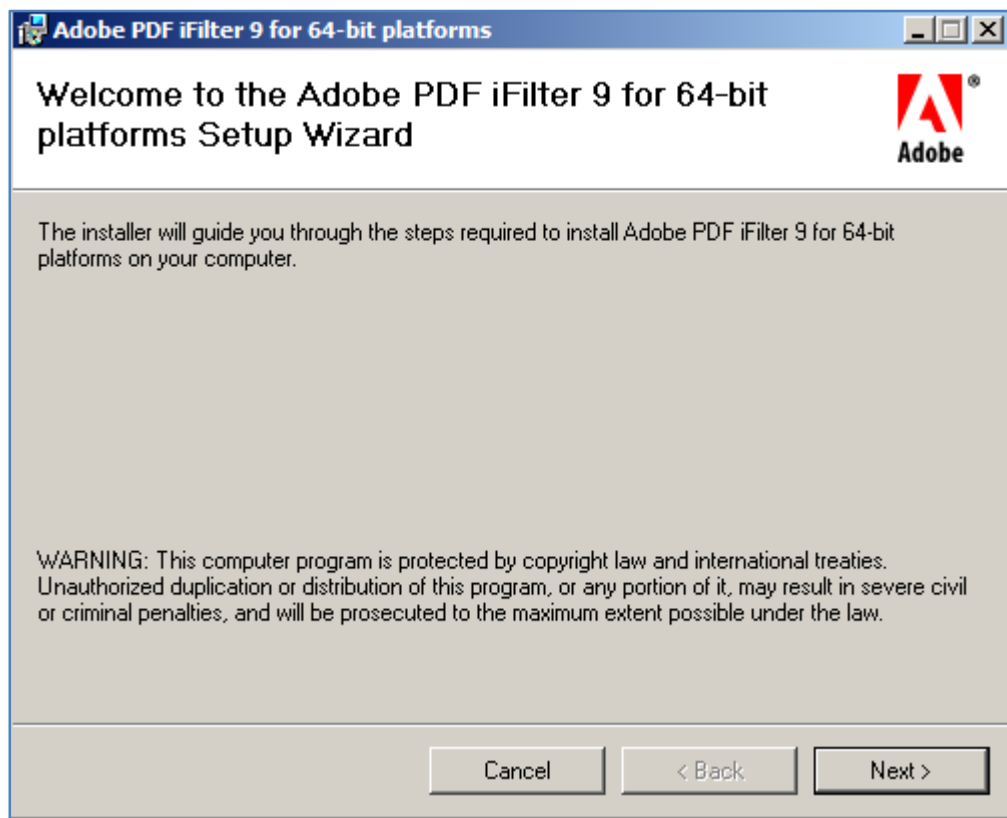 Adobe PDF iFilter 9 for 64-bit platforms
Welcome to the Adobe PDF iFilter 9 for 64-bit
platforms Setup Wizard
®
Adobe
The installer will guide you through the steps required to install Adobe PDF iFilter 9 for 64-bit
platforms on your computer.
WARNING: This computer program is protected by copyright law and international treaties.
Unauthorized duplication or distribution of this program, or any portion of it, may result in severe civil
or criminal penalties, and will be prosecuted to the maximum extent possible under the law.
Cancel
< Back
Next >